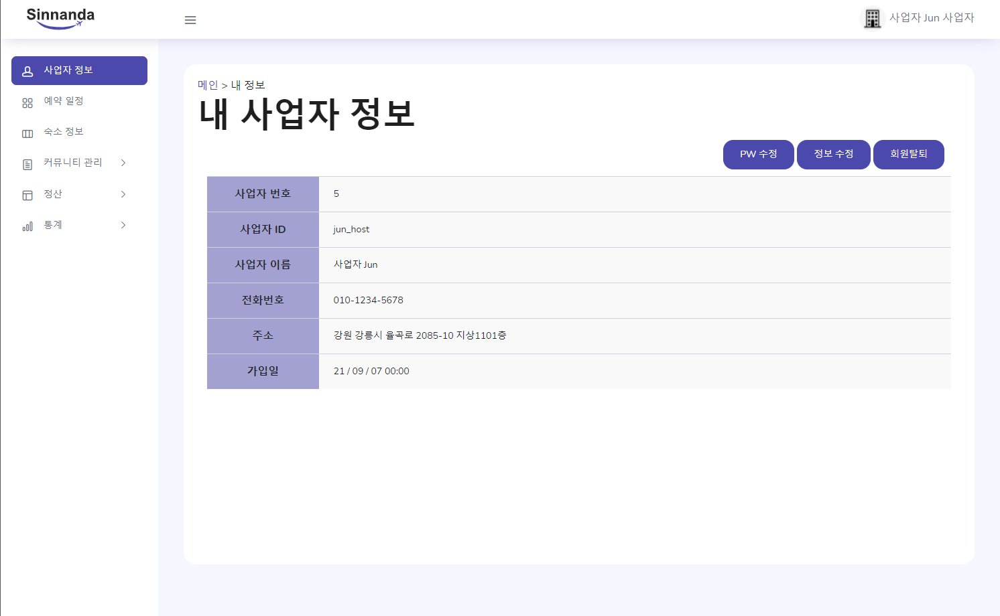 Sinnanda
사업자 Jun 사업자
사업자 정보
예약 일정
숙소 정보
커뮤니티 관리
정산
통계
메인 > 내 정보
내 사업자 정보
PW 수정 정보 수정 회원탈퇴
사업자 번호 5
사업자 ID jun_host
사업자 이름 사업자 Jun
전화번호 010-1234-5678
주소 강원 강릉시 율곡로 2085-10 지상1101층
가입일 21 / 09 / 07 00:00